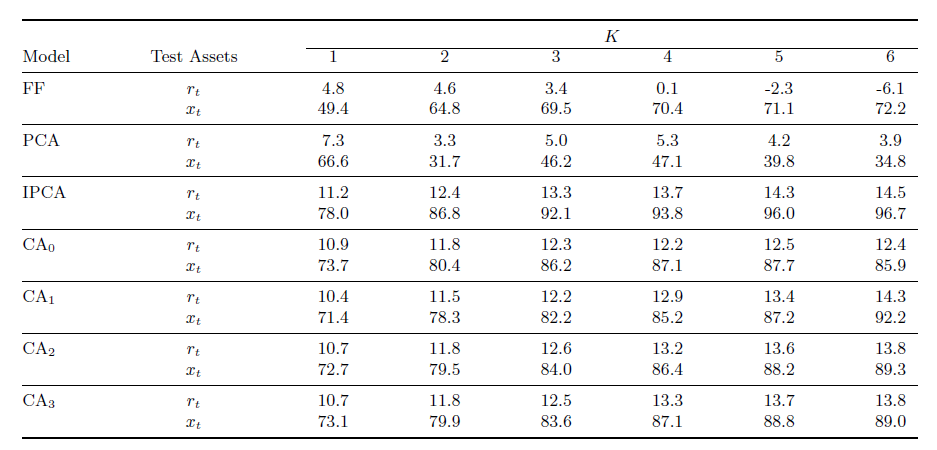 K
Model Test Assets 1 2 3 4 5 6
FF r_t 4.8 4.6 3.4 0.1 -2.3 -6.1
x_t 49.4 64.8 69.5 70.4 71.1 72.2
PCA r_t 7.3 3.3 5.0 5.3 4.2 3.9
x_t 66.6 31.7 46.2 47.1 39.8 34.8
IPCA r_t 11.2 12.4 13.3 13.7 14.3 14.5
x_t 78.0 86.8 92.1 93.8 96.0 96.7
CA_0 r_t 10.9 11.8 12.3 12.2 12.5 12.4
x_t 73.7 80.4 86.2 87.1 87.7 85.9
CA_1 r_t 10.4 11.5 12.2 12.9 13.4 14.3
x_t 71.4 78.3 82.2 85.2 87.2 92.2
CA_2 r_t 10.7 11.8 12.6 13.2 13.6 13.8
x_t 72.7 79.5 84.0 86.4 88.2 89.3
CA_3 r_t 10.7 11.8 12.5 13.3 13.7 13.8
x_t 73.1 79.9 83.6 87.1 88.8 89.0